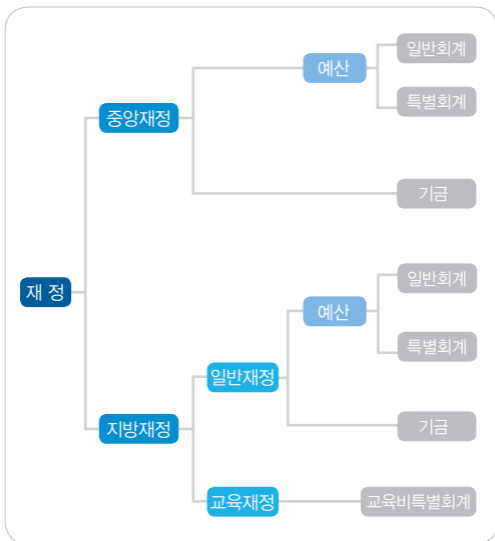 일반회계
예산
특별회계
중앙재정
기금
재 정
일반회계
예산
특별회계
일반재정
기금
지방재정
교육재정
교육비특별회계